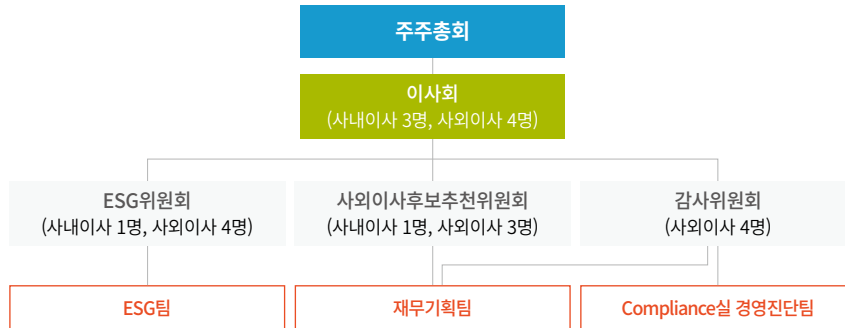 주주총회
이사회
(사내이사 3명, 사외이사 4명)
ESG위원회
(사내이사 1명, 사외이사 4명)
사외이사후보추천위원회
(사내이사 1명, 사외이사 3명)
감사위원회
(사외이사 4명)
ESG팀
재무기획팀
Compliance실 경영진단팀